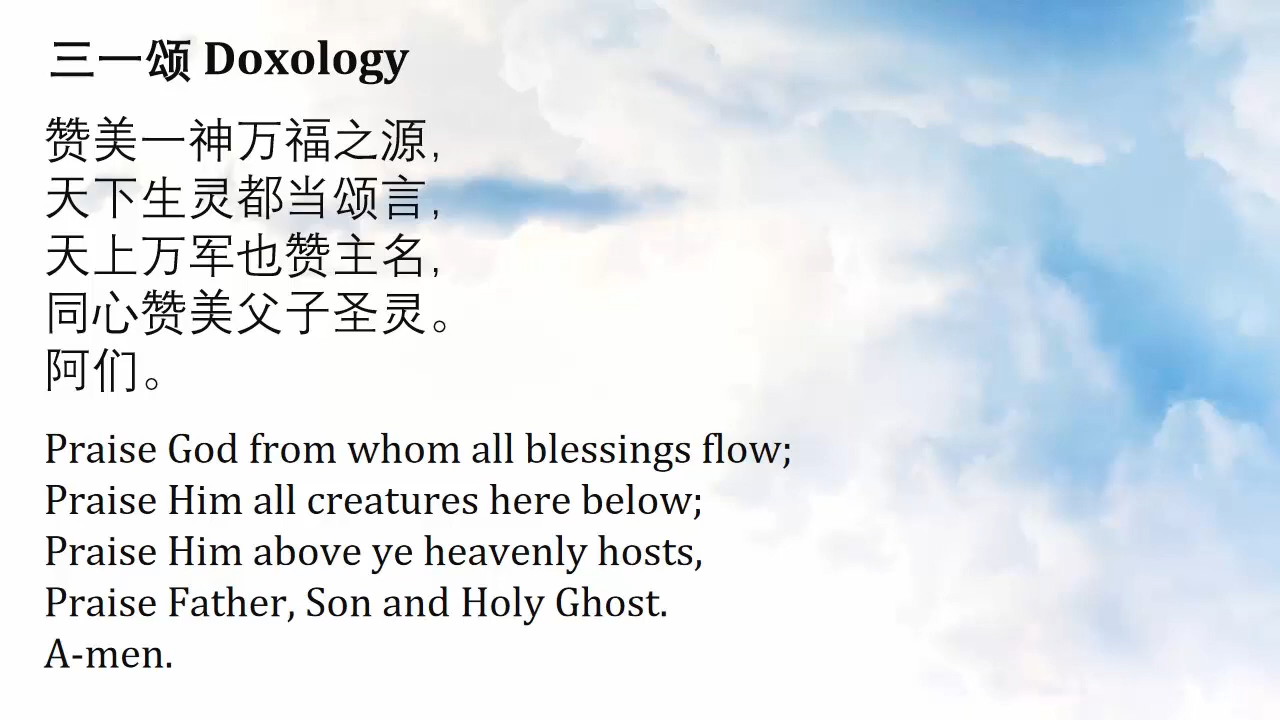 三一颂 Doxology
赞美一神万福之源,
天下生灵都当颂言,
天上万军也赞主名,
同心赞美父子圣灵。
阿们。
Praise God from whom all blessings flow;
Praise Him all creatures here below;
Praise Him above ye heavenly hosts,
Praise Father, Son and Holy Ghost.
A-men.